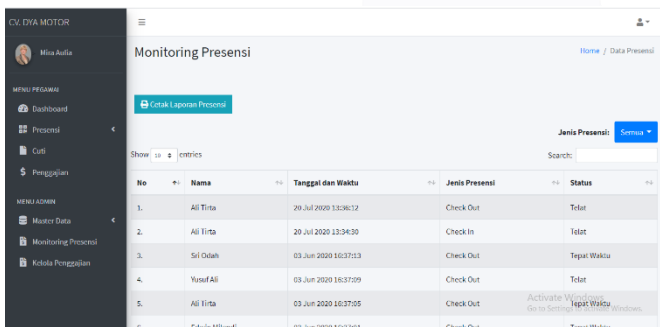 CV. DYA MOTOR
Mira Aulia
MENU PEGAWAI
Dashboard
Presensi
Cuti
Penggajian
MENU ADMIN
Master Data
Monitoring Presensi
Kelola Penggajian
Monitoring Presensi
Home / Data Presensi
Cetak Laporan Presensi
Jenis Presensi: Semua
Show 10 entries
Search:
No Nama Tanggal dan Waktu Jenis Presensi Status
1. Ali Tirta 20 Jul 2020 13:36:12 Check Out Telat
2. Ali Tirta 20 Jul 2020 13:34:30 Check In Telat
3. Sri Odah 03 Jun 2020 16:37:13 Check Out Tepat Waktu
4. Yusuf Ali 03 Jun 2020 16:37:09 Check Out Telat
5. Ali Tirta 03 Jun 2020 16:37:05 Check Out Tepat Waktu
Activate Windows
Go to Settings to activate Windows.